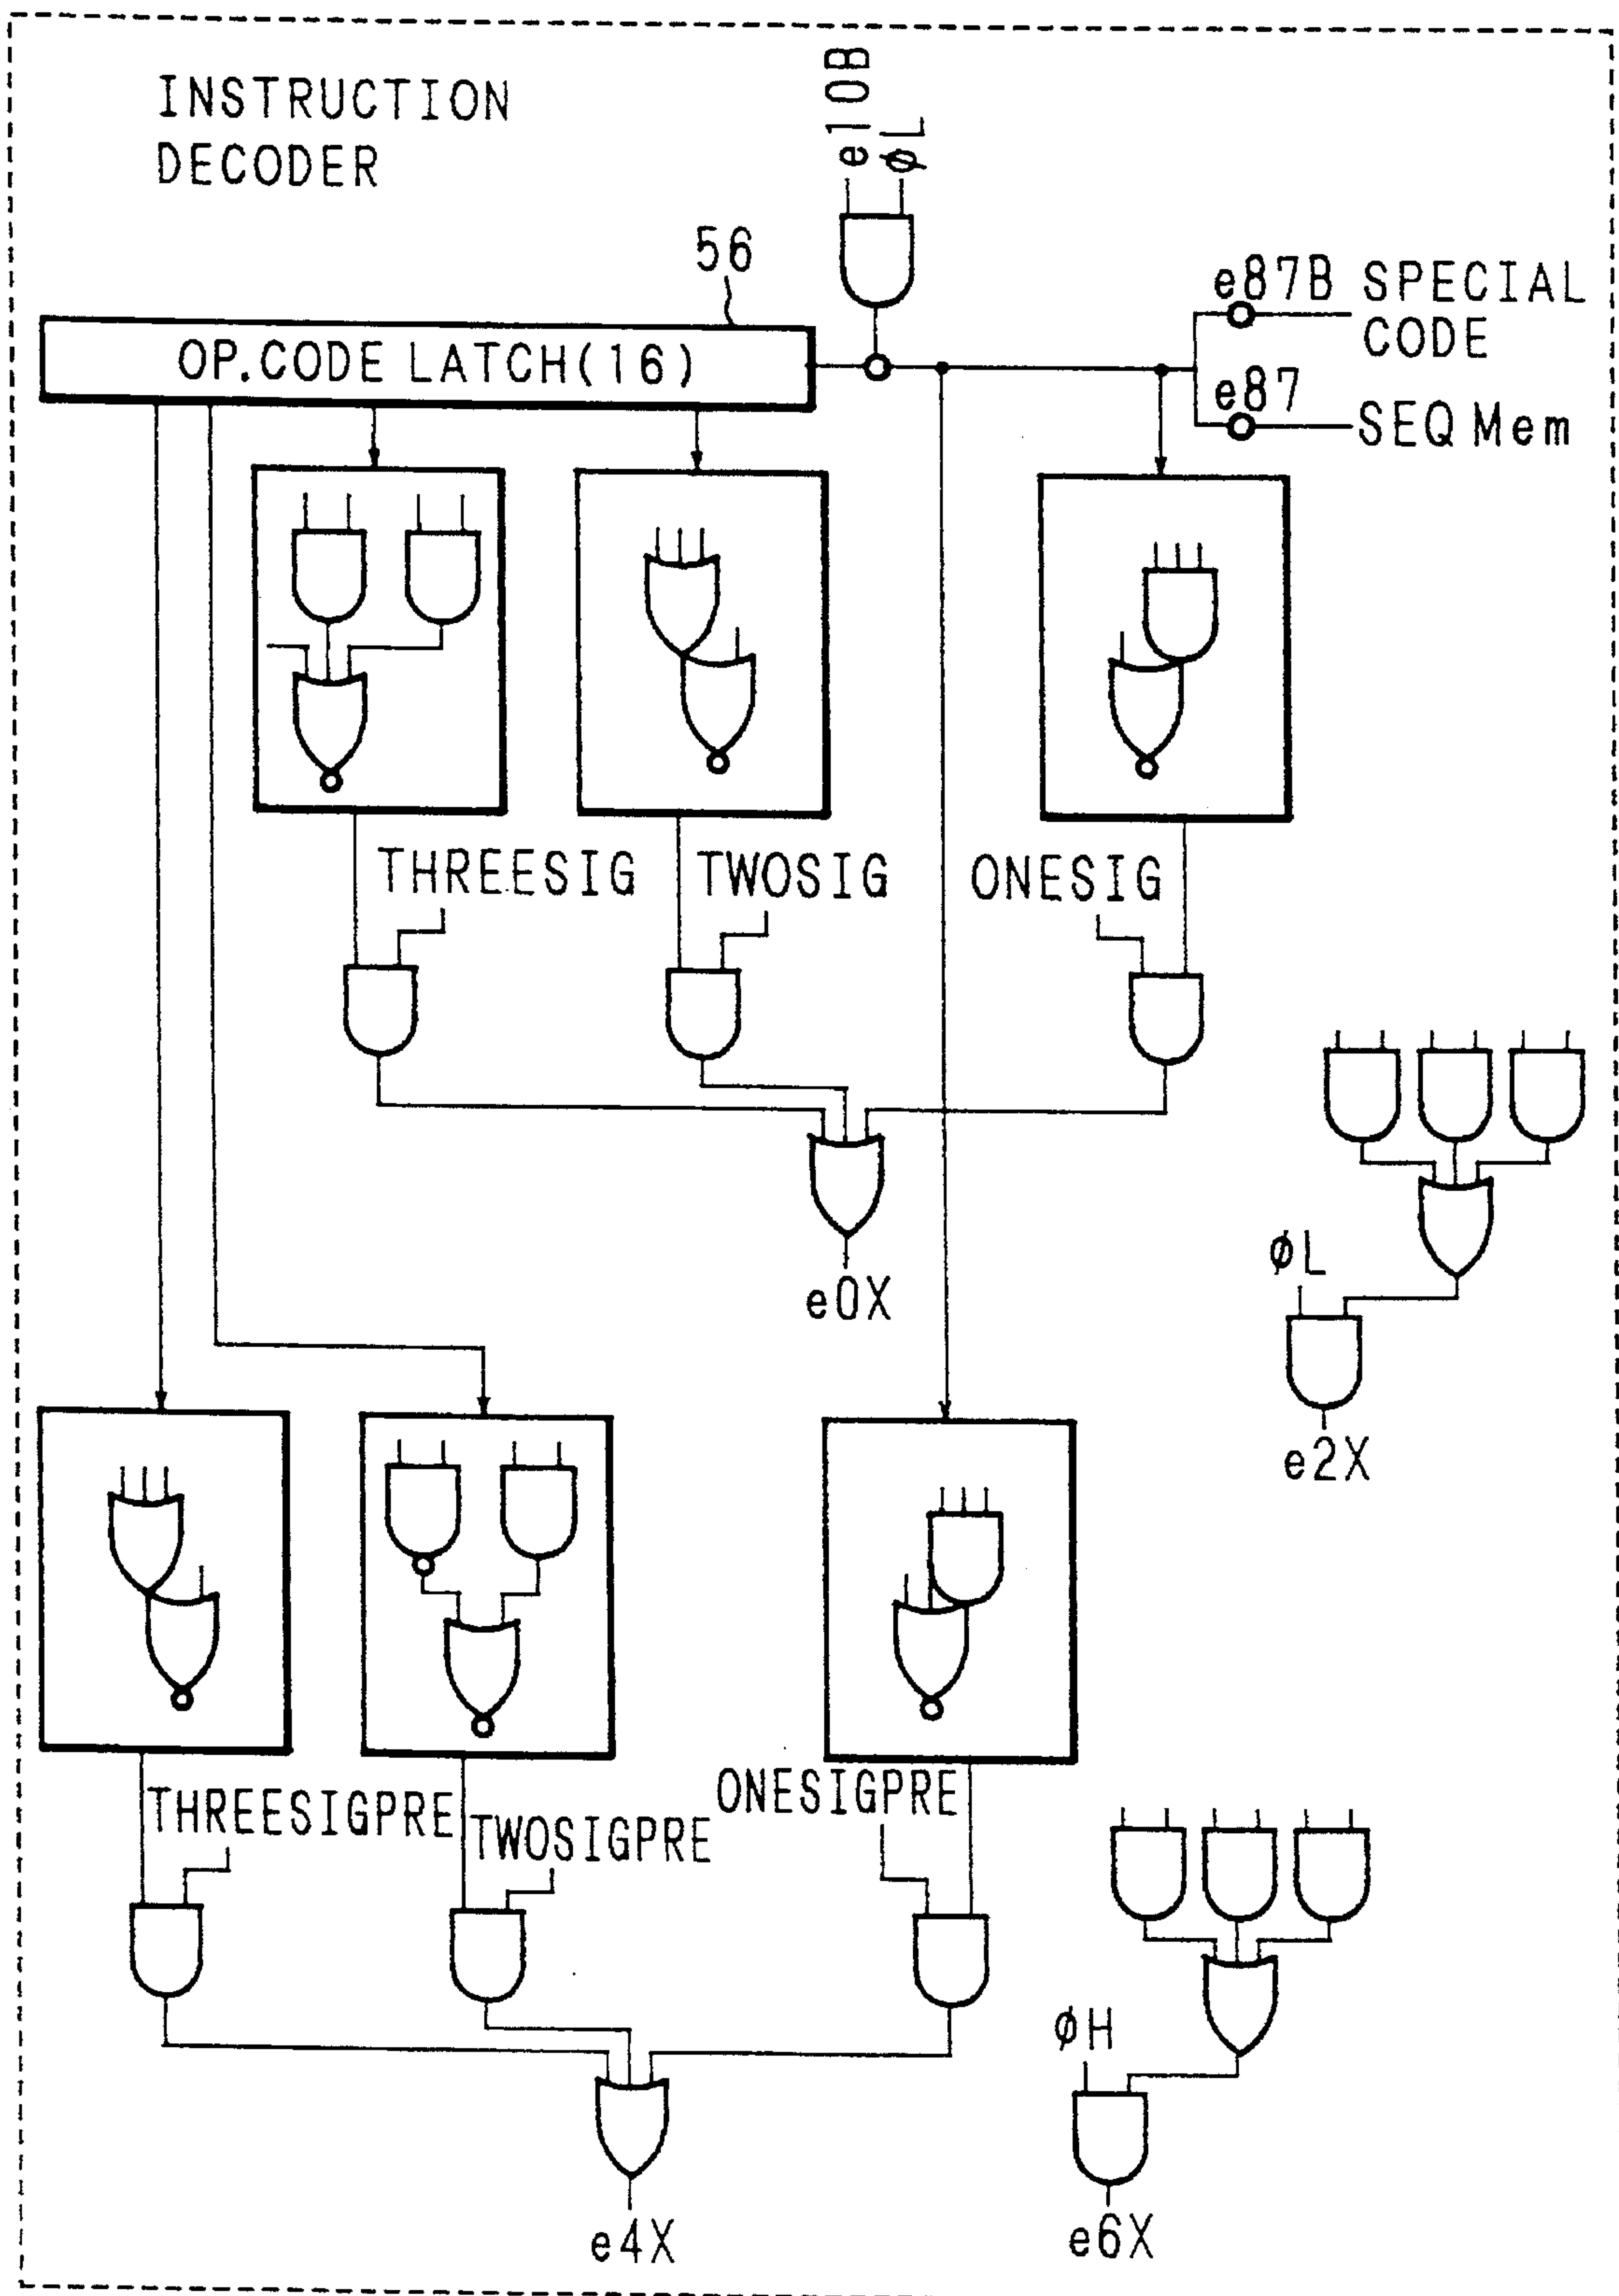 INSTRUCTION
DECODER
e10B
φL
56
OP.CODE LATCH(16)
e87B SPECIAL
CODE
e87
SEQ Mem
THREESIG
TWOSIG
ONESIG
φL
e0X
e2X
THREESIGPRE
TWOSIGPRE
ONESIGPRE
φH
e4X
e6X